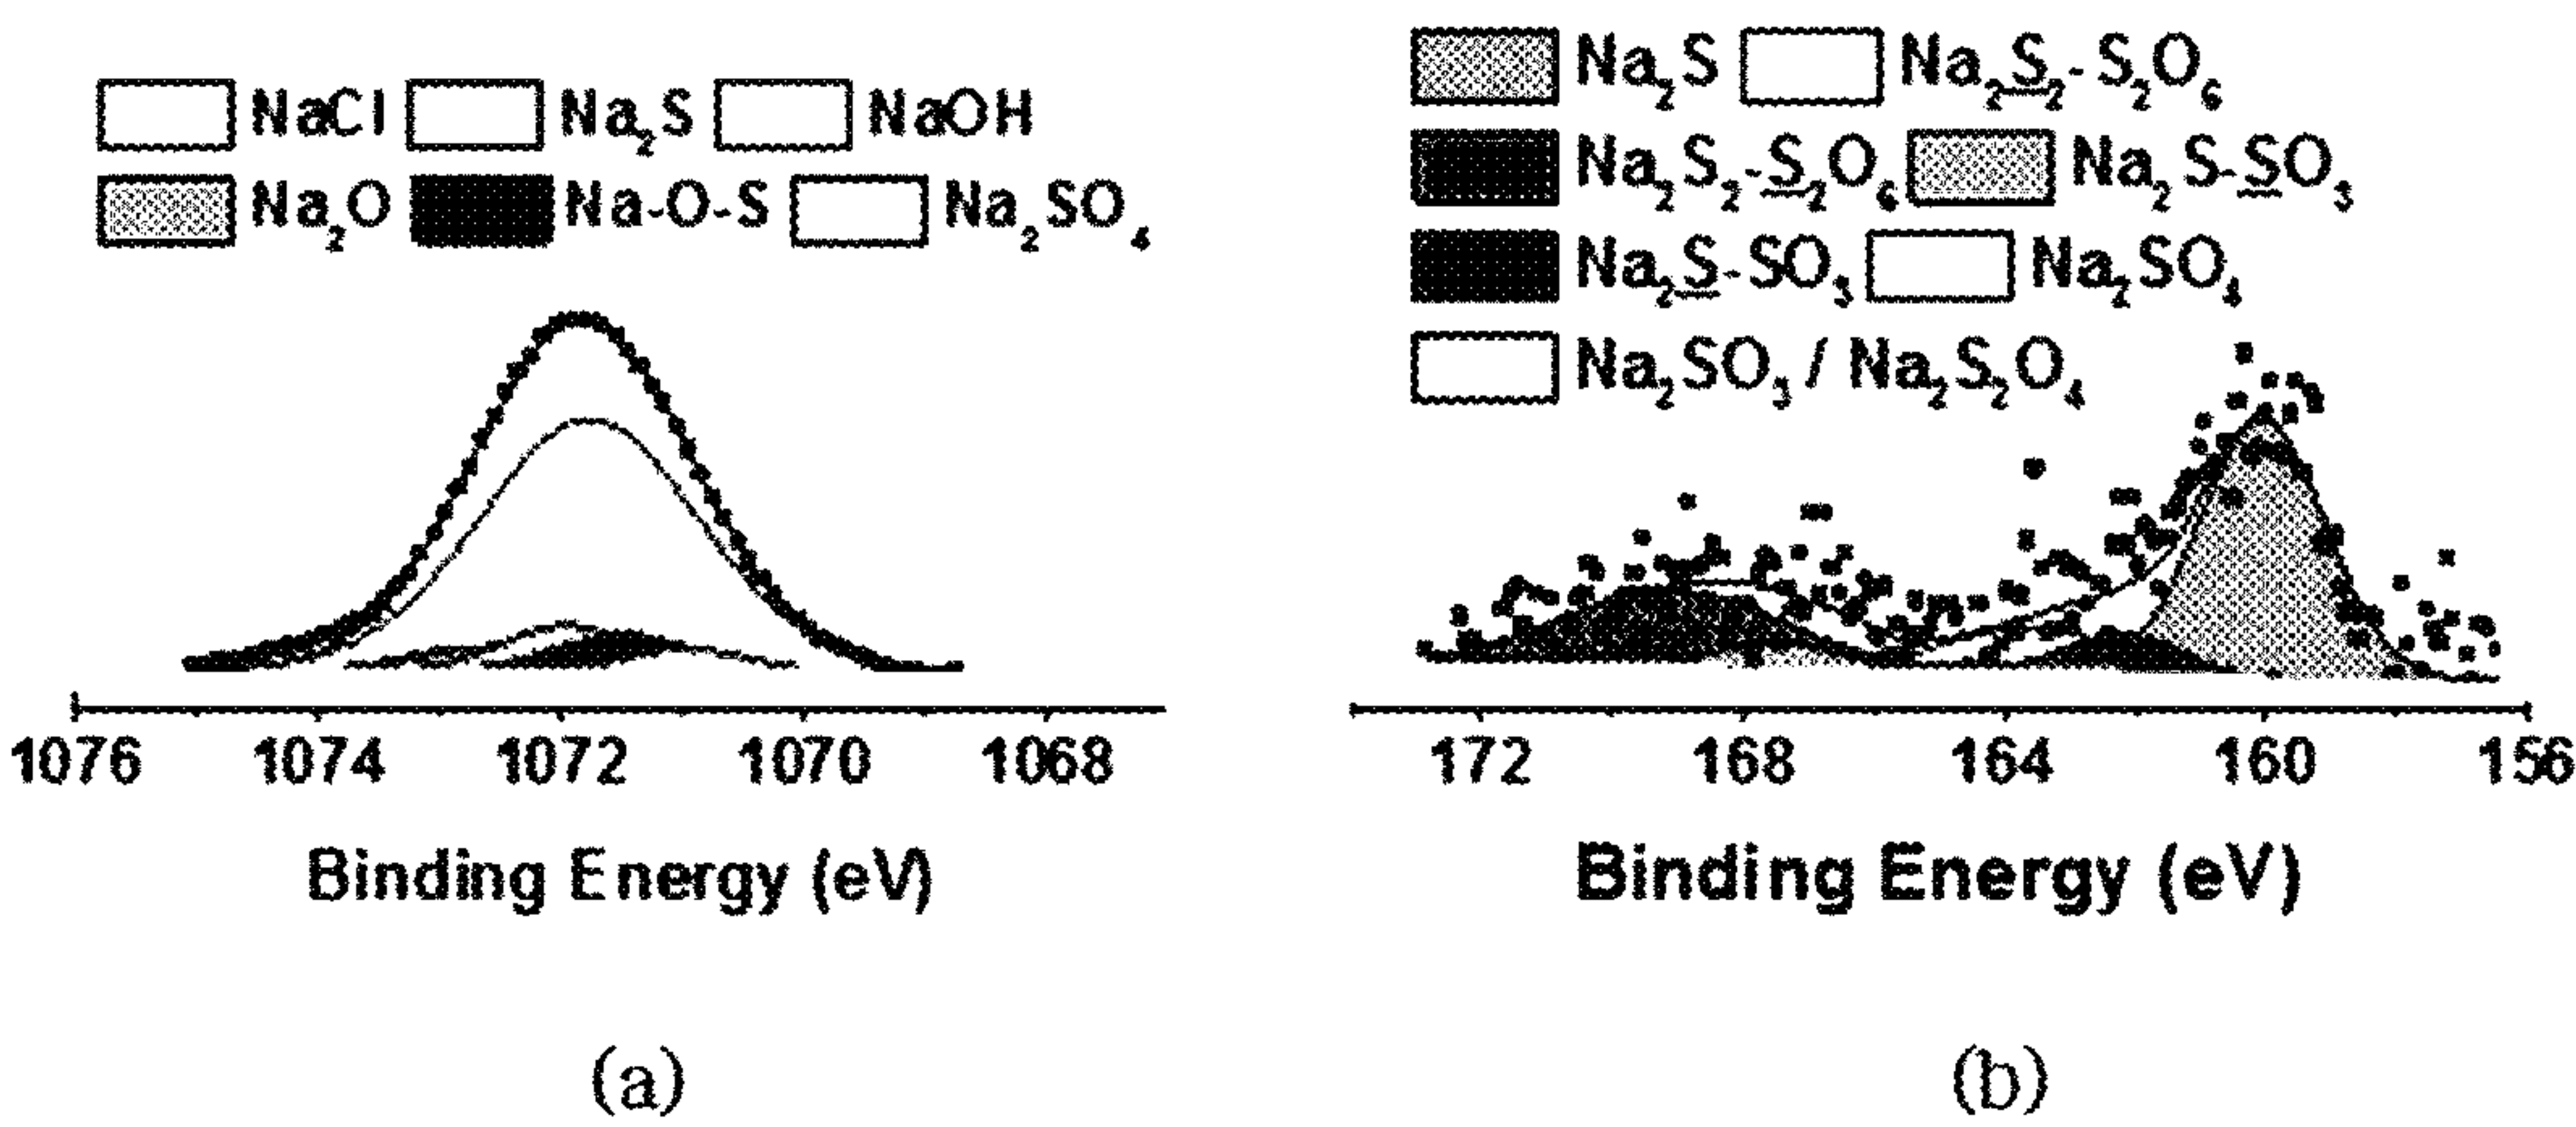 NaCl Na₂S NaOH
Na₂O Na-O-S Na₂SO₄
1076 1074 1072 1070 1068
Binding Energy (eV)
(a)
Na₂S Na₂S₂-S₂O₆
Na₂S₂-S₂O₆ Na₂S-SO₃
Na₂S-SO₃ Na₂SO₄
Na₂SO₃ / Na₂S₂O₄
172 168 164 160 156
Binding Energy (eV)
(b)